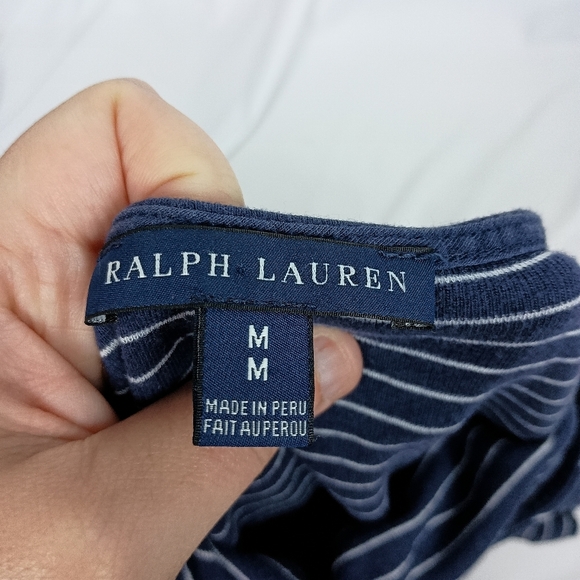 RALPH LAUREN
M
M
MADE IN PERU
FAIT AU PEROU